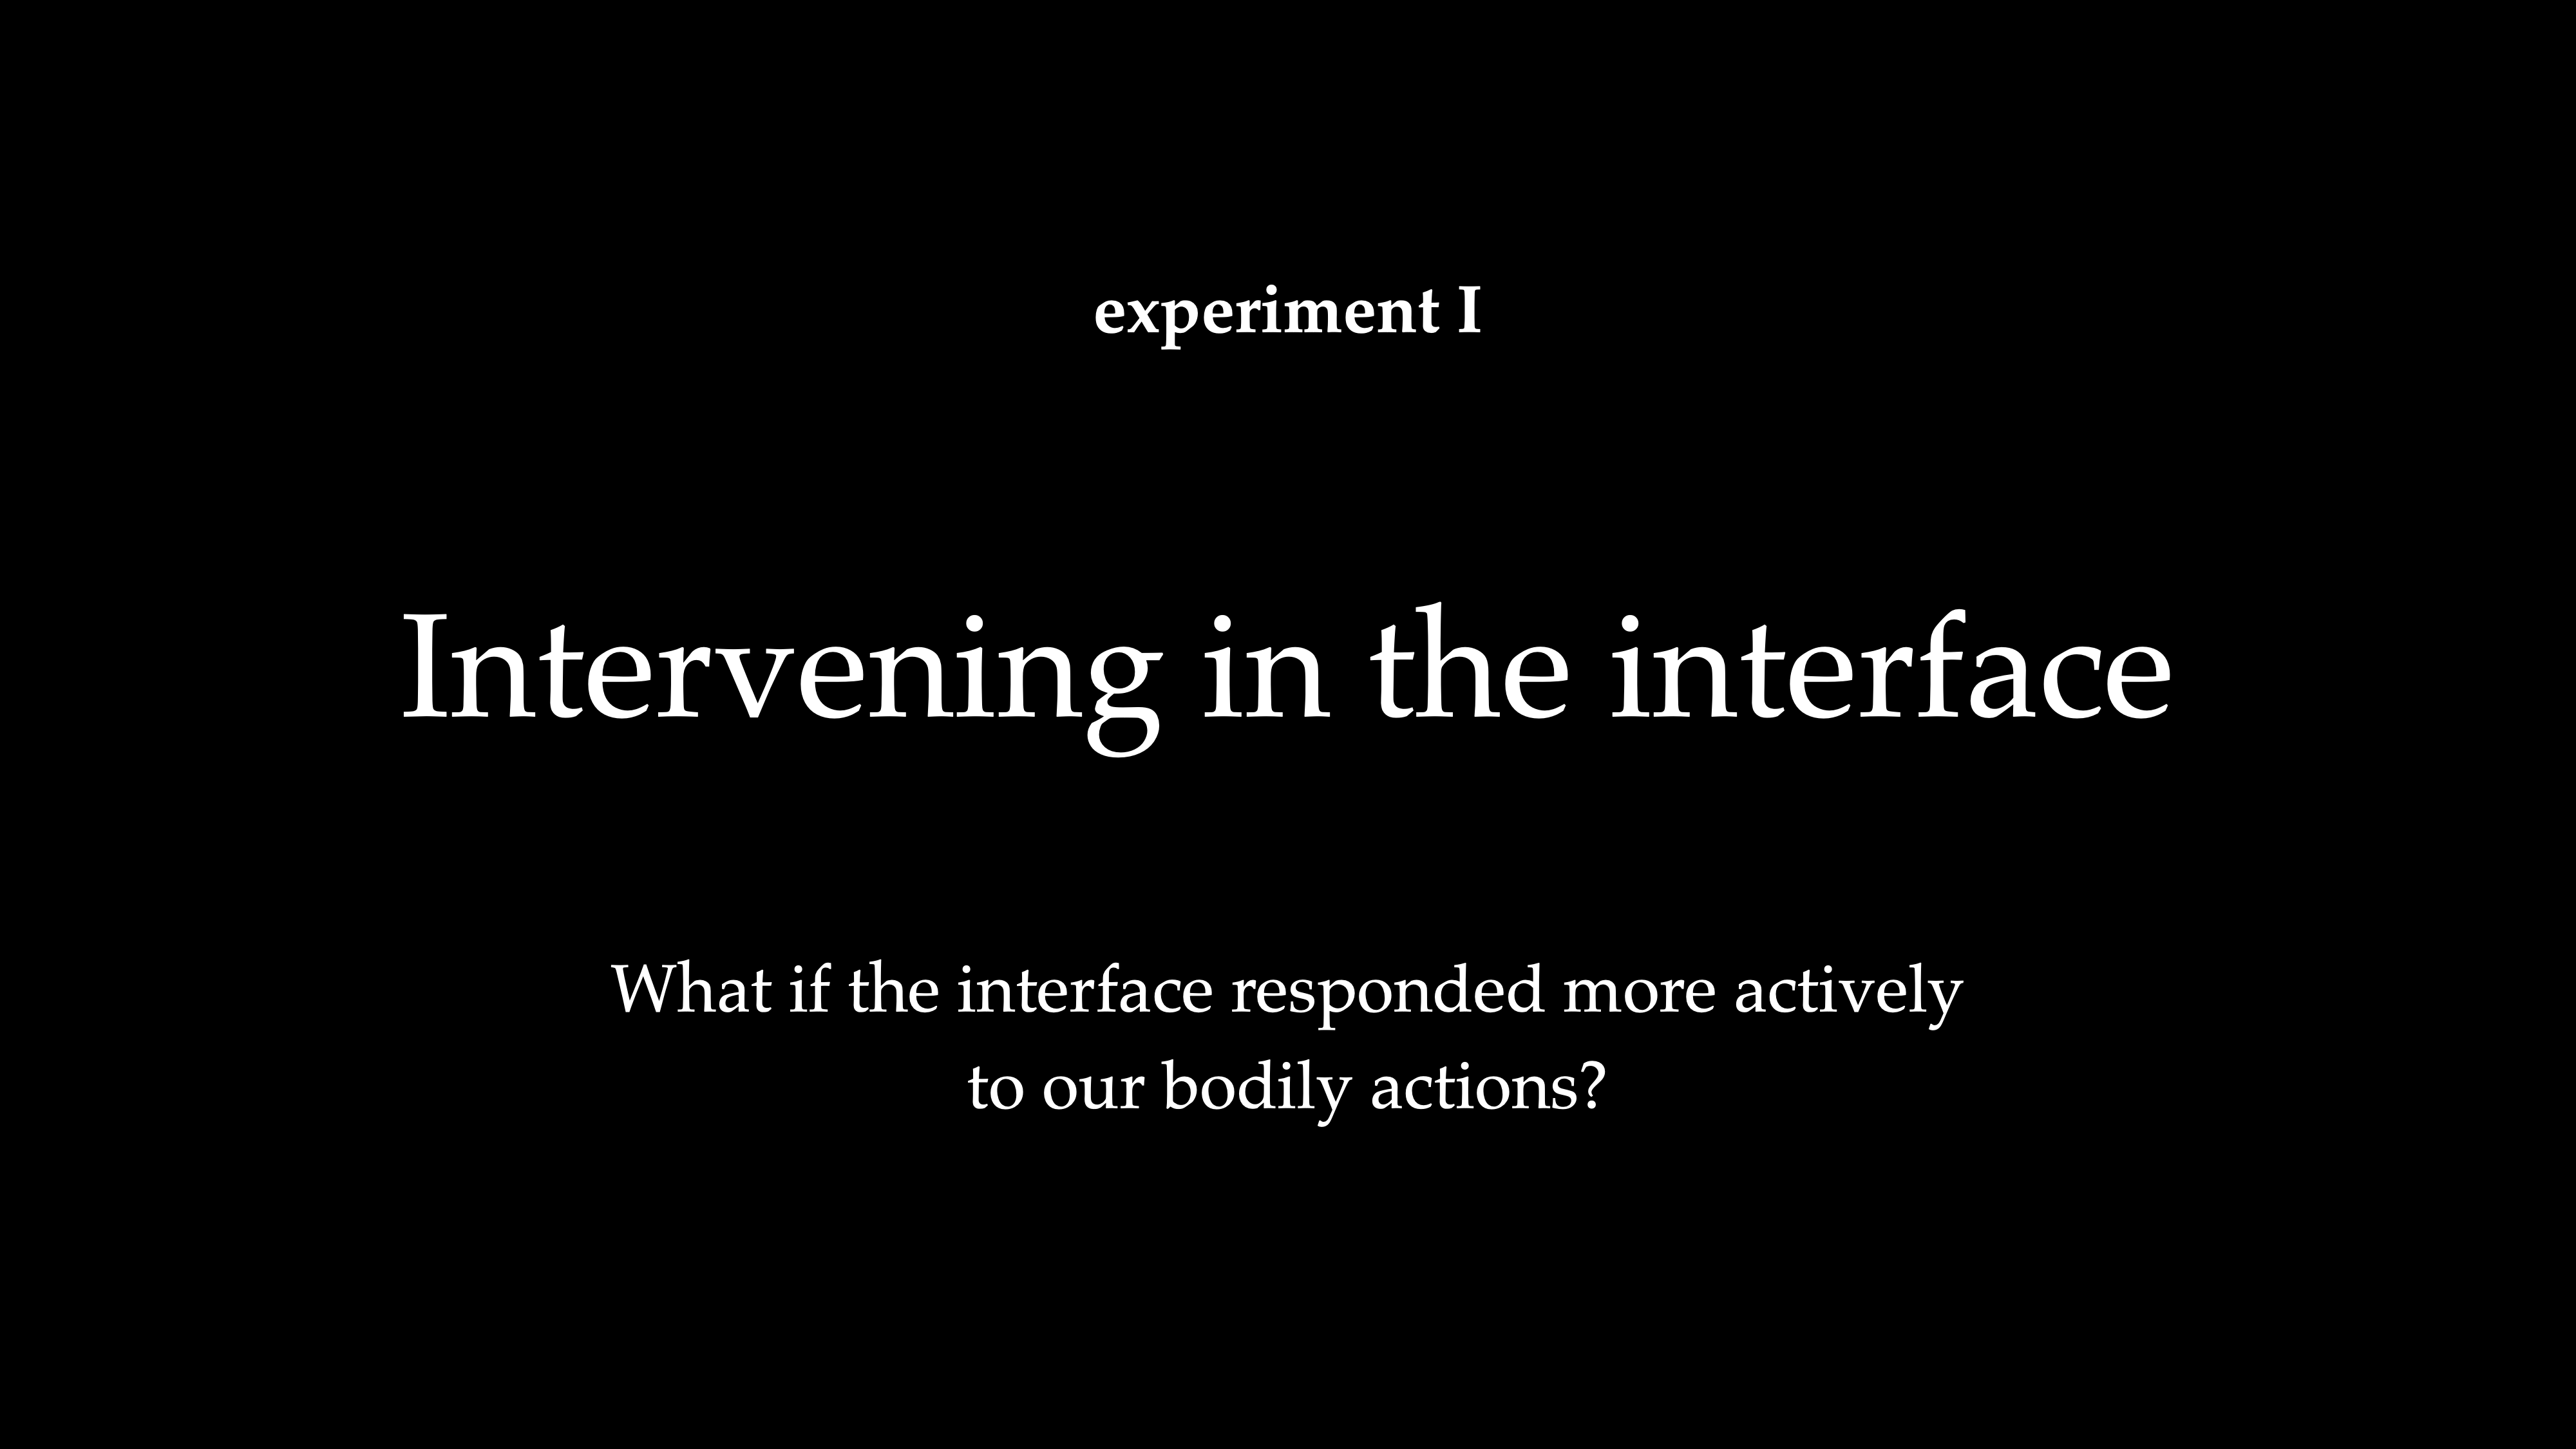 experiment I
Intervening in the interface
What if the interface responded more actively
to our bodily actions?